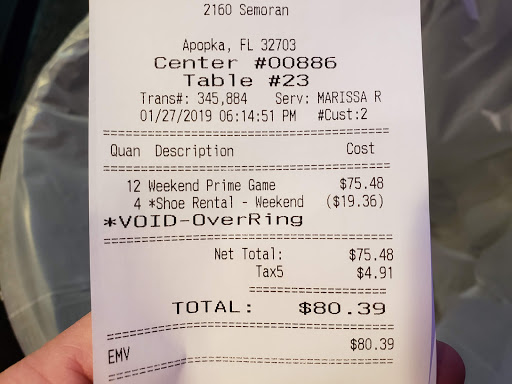 2160 Semoran
Apopka, FL 32703
Center #00886
Table #23
Trans#: 345,884 Serv: MARISSA R
01/27/2019 06:14:51 PM #Cust:2
Quan Description Cost
12 Weekend Prime Game $75.48
4 *Shoe Rental - Weekend ($19.36)
*VOID-OverRing
Net Total: $75.48
Tax5 $4.91
TOTAL: $80.39
EMV $80.39